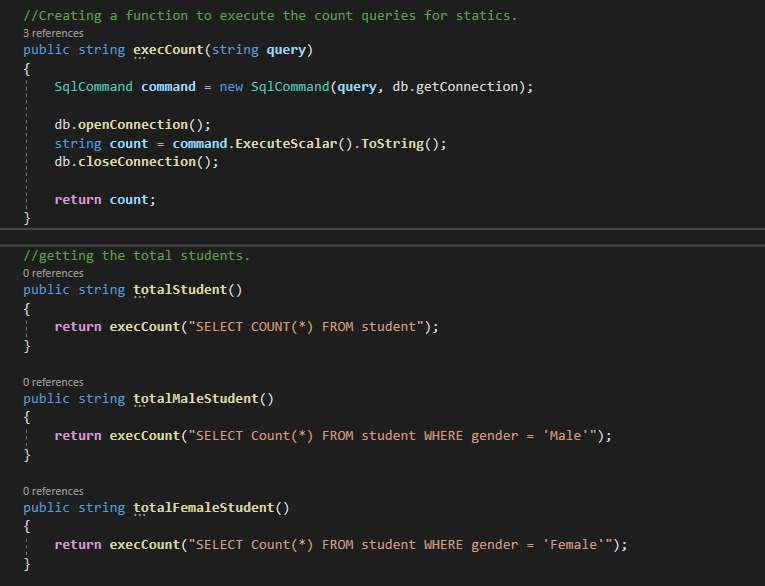 //Creating a function to execute the count queries for statics.
3 references
public string execCount(string query)
{
SqlCommand command = new SqlCommand(query, db.getConnection);
db.openConnection();
string count = command.ExecuteScalar().ToString();
db.closeConnection();
return count;
}
//getting the total students.
0 references
public string totalStudent()
{
return execCount("SELECT COUNT(*) FROM student");
}
0 references
public string totalMaleStudent()
{
return execCount("SELECT Count(*) FROM student WHERE gender = 'Male'");
}
0 references
public string totalFemaleStudent()
{
return execCount("SELECT Count(*) FROM student WHERE gender = 'Female'");
}